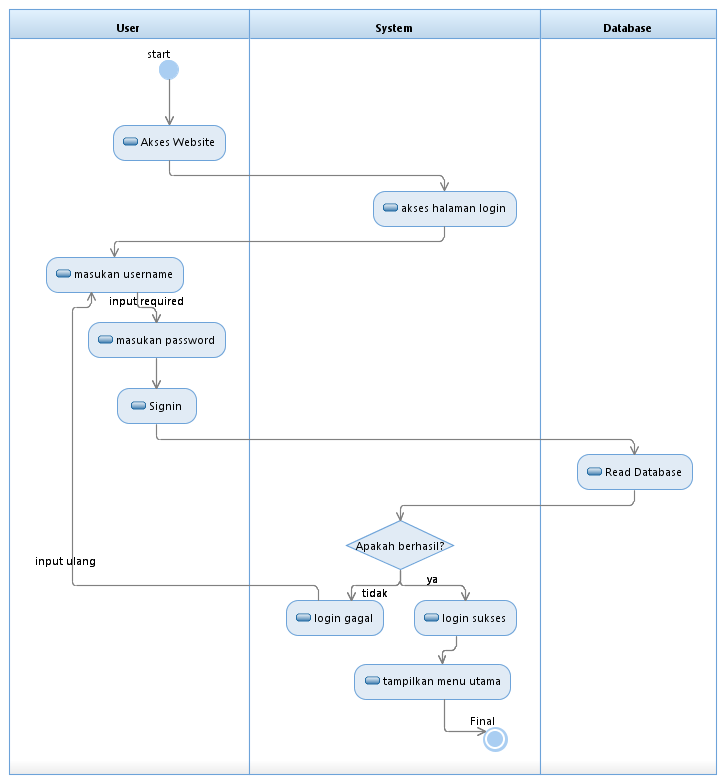 User
System
Database
start
Akses Website
akses halaman login
masukan username
input required
masukan password
Signin
Read Database
Apakah berhasil?
input ulang
tidak
ya
login gagal
login sukses
tampilkan menu utama
Final